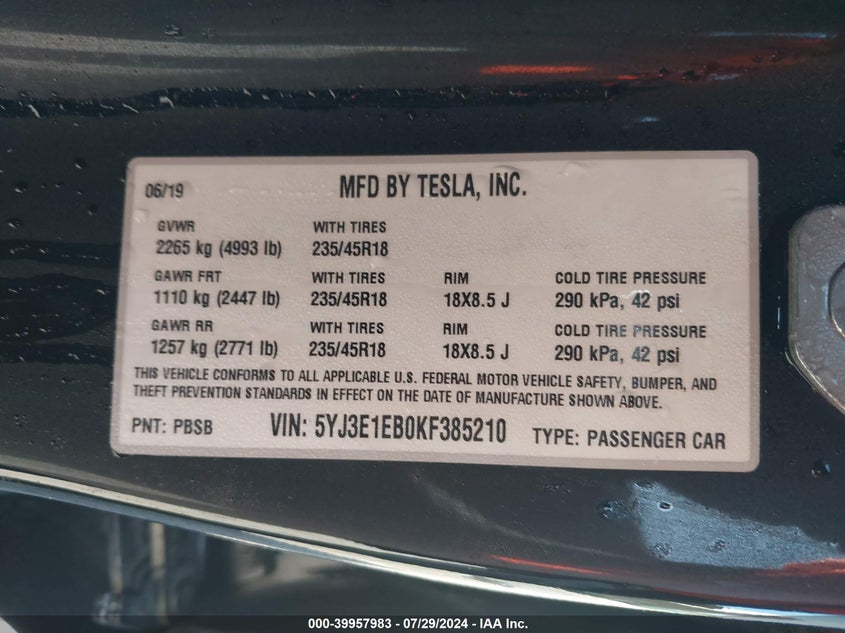 06/19 MFD BY TESLA, INC.
GVWR WITH TIRES
2265 kg (4993 lb) 235/45R18
GAWR FRT WITH TIRES RIM COLD TIRE PRESSURE
1110 kg (2447 lb) 235/45R18 18X8.5 J 290 kPa, 42 psi
GAWR RR WITH TIRES RIM COLD TIRE PRESSURE
1257 kg (2771 lb) 235/45R18 18X8.5 J 290 kPa, 42 psi
THIS VEHICLE CONFORMS TO ALL APPLICABLE U.S. FEDERAL MOTOR VEHICLE SAFETY, BUMPER, AND
THEFT PREVENTION STANDARDS IN EFFECT ON THE DATE OF MANUFACTURE SHOWN ABOVE.
PNT: PBSB VIN: 5YJ3E1EB0KF385210 TYPE: PASSENGER CAR
000-39957983 / 07/29/2024 - IAA Inc.